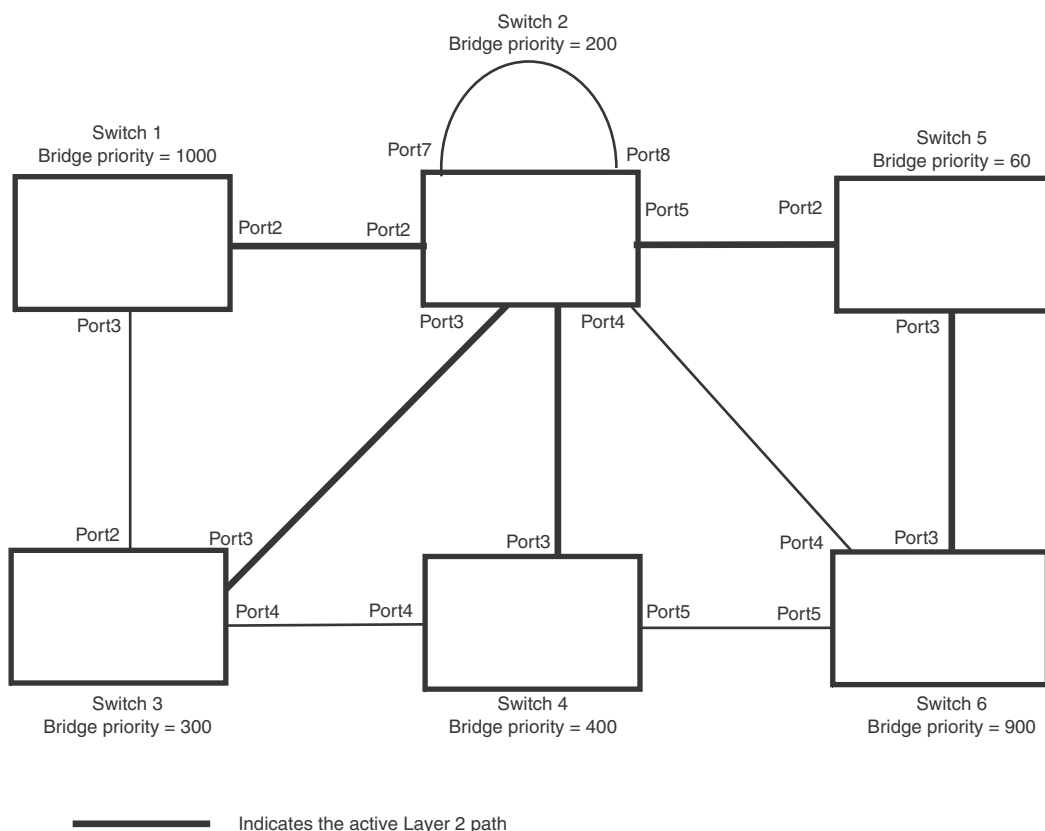 Switch 2
Bridge priority = 200
Switch 1
Bridge priority = 1000
Switch 5
Bridge priority = 60
Port7
Port8
Port2
Port2
Port5
Port2
Port3
Port3
Port4
Port3
Port2
Port3
Port3
Port4
Port3
Port4
Port4
Port5
Port5
Switch 3
Bridge priority = 300
Switch 4
Bridge priority = 400
Switch 6
Bridge priority = 900
Indicates the active Layer 2 path